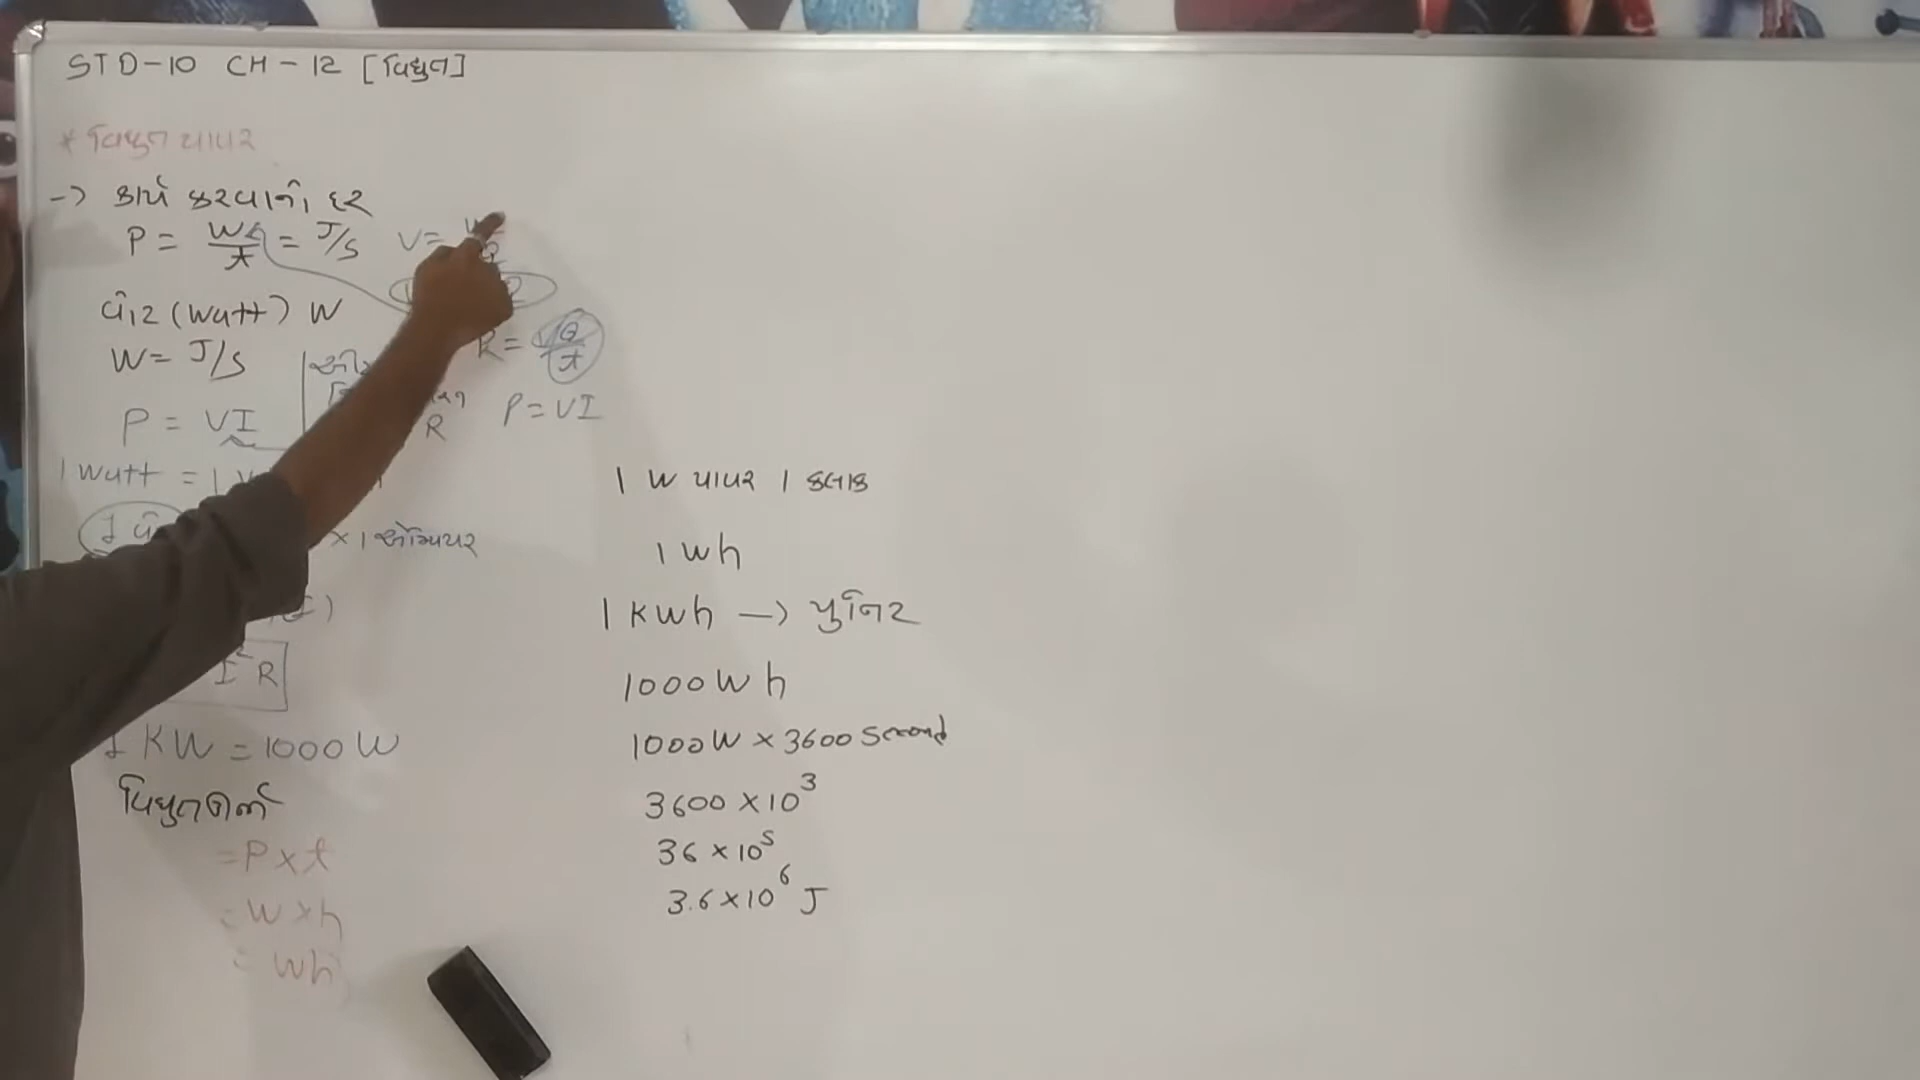 STD-10 CH-12 [વિધુત]
* વિધુત પાવર
-> કાર્ય કરવાનો દર
P = W/t = J/s V =
વોટ (watt) W
W = J/s
R = VQ/t
P = VI
R
P = VI
1 watt = 1 V
× 1 એમ્પિયર
I²R
1 KW = 1000 W
વિધુતઊર્જા
= P × t
= W × h
= Wh
1 W પાવર 1 કલાક
1 Wh
1 KWh -> યુનિટ
1000 W h
1000 W × 3600 Second
3600 × 10³
36 × 10⁵
3.6 × 10⁶ J